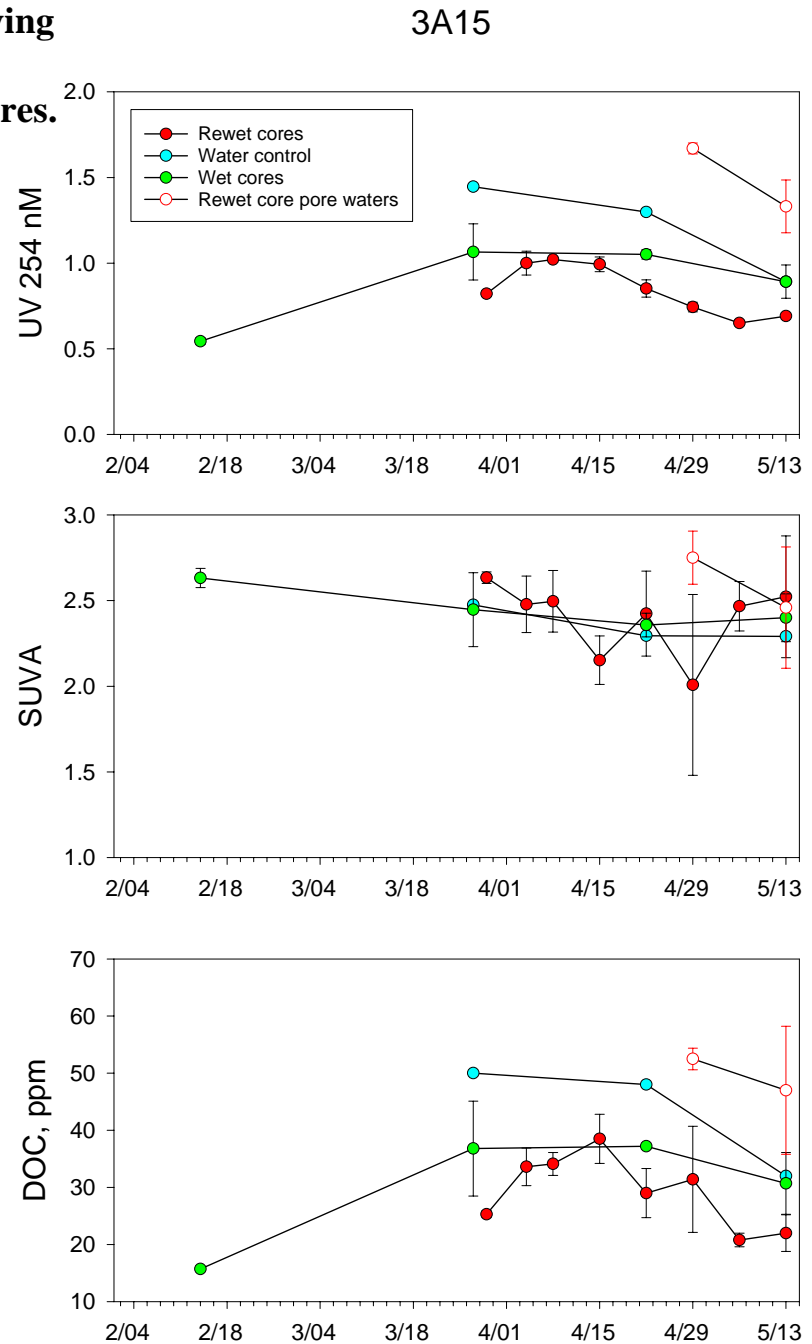 ying
3A15
res.
2.0
Rewet cores
Water control
Wet cores
Rewet core pore waters
1.5
UV 254 nM
1.0
0.5
0.0
2/04 2/18 3/04 3/18 4/01 4/15 4/29 5/13
3.0
2.5
SUVA
2.0
1.5
1.0
2/04 2/18 3/04 3/18 4/01 4/15 4/29 5/13
70
60
50
DOC, ppm
40
30
20
10
2/04 2/18 3/04 3/18 4/01 4/15 4/29 5/13